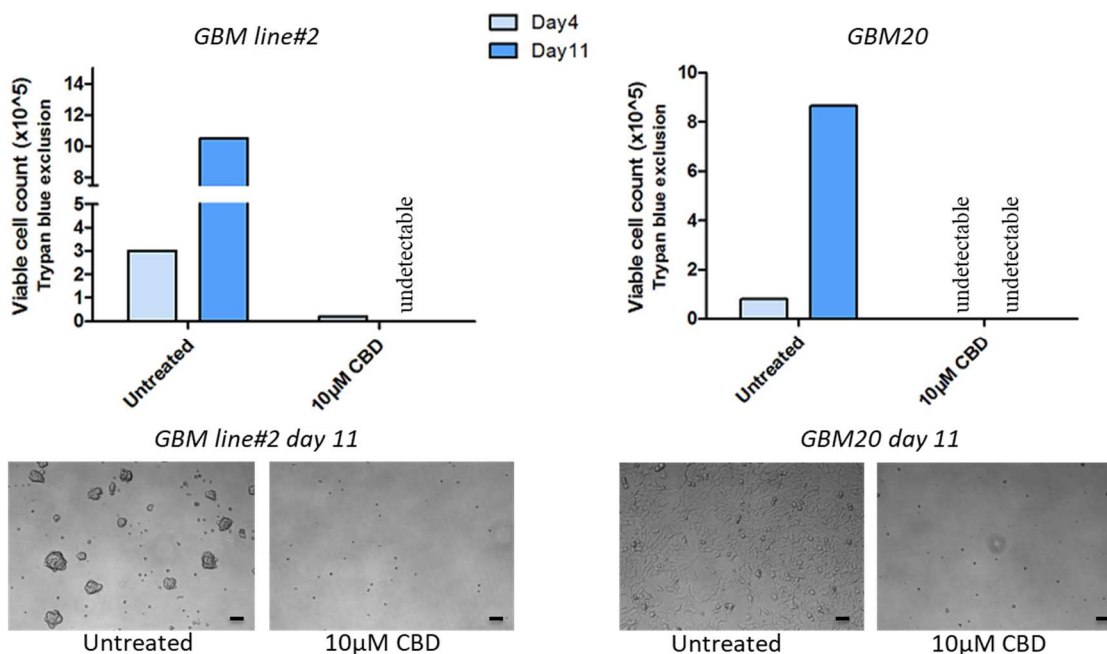 GBM line#2
Day4
Day11
GBM20
Viable cell count (x10^5)
Trypan blue exclusion
14
12
10
8
5
4
3
2
1
0
undetectable
Untreated
10µM CBD
Viable cell count (x10^5)
Trypan blue exclusion
10
8
6
4
2
0
undetectable
undetectable
Untreated
10µM CBD
GBM line#2 day 11
GBM20 day 11
Untreated
10µM CBD
Untreated
10µM CBD